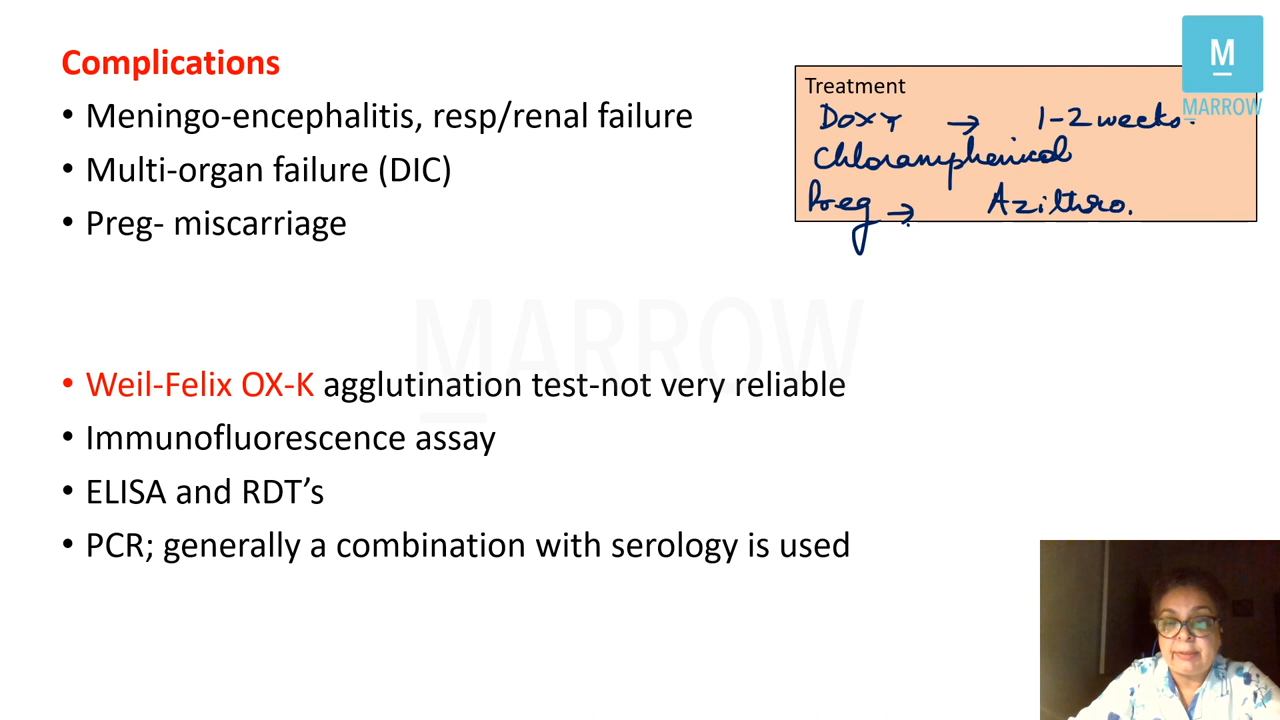 Complications
• Meningo-encephalitis, resp/renal failure
• Multi-organ failure (DIC)
• Preg- miscarriage
Treatment
Doxy → 1-2 weeks.
Chloramphenicol
Preg → Azithro.
M
MARROW
MARROW
• Weil-Felix OX-K agglutination test-not very reliable
• Immunofluorescence assay
• ELISA and RDT’s
• PCR; generally a combination with serology is used